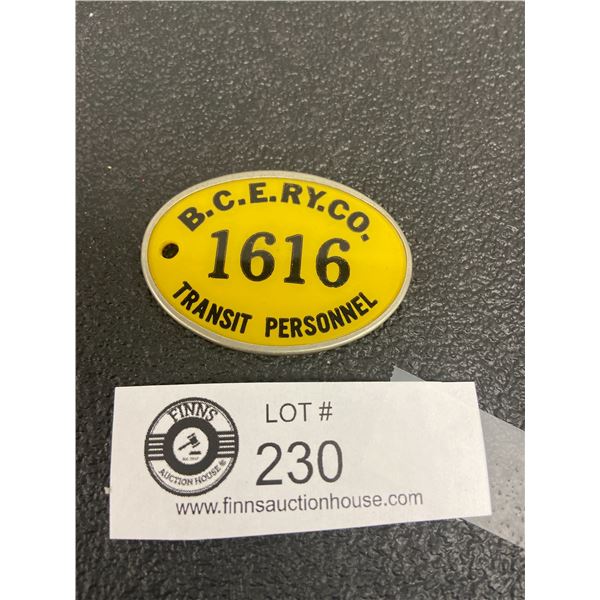 B.C.E.RY.CO.
1616
TRANSIT PERSONNEL
LOT #
230
FINNS
AUCTION HOUSE
www.finnsauctionhouse.com